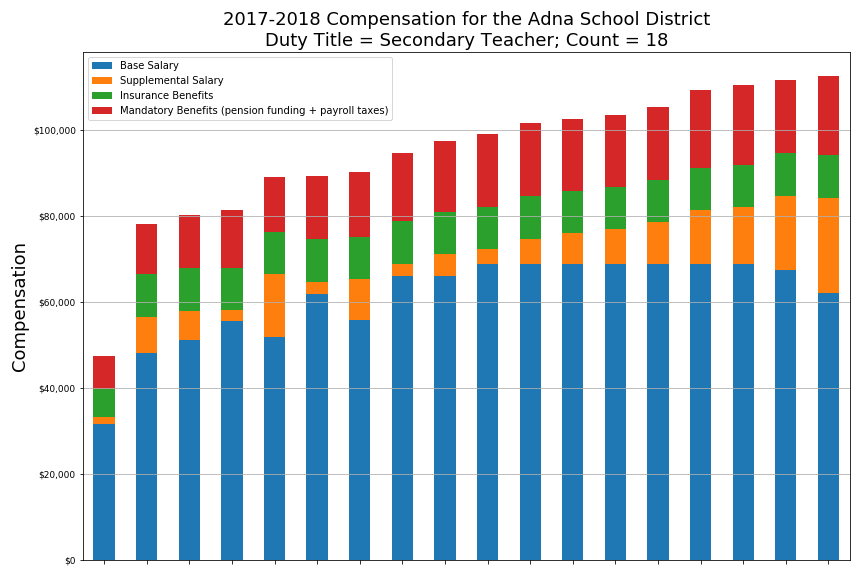 2017-2018 Compensation for the Adna School District
Duty Title = Secondary Teacher; Count = 18
Base Salary
Supplemental Salary
Insurance Benefits
Mandatory Benefits (pension funding + payroll taxes)
$100,000
$80,000
$60,000
$40,000
$20,000
$0
Compensation